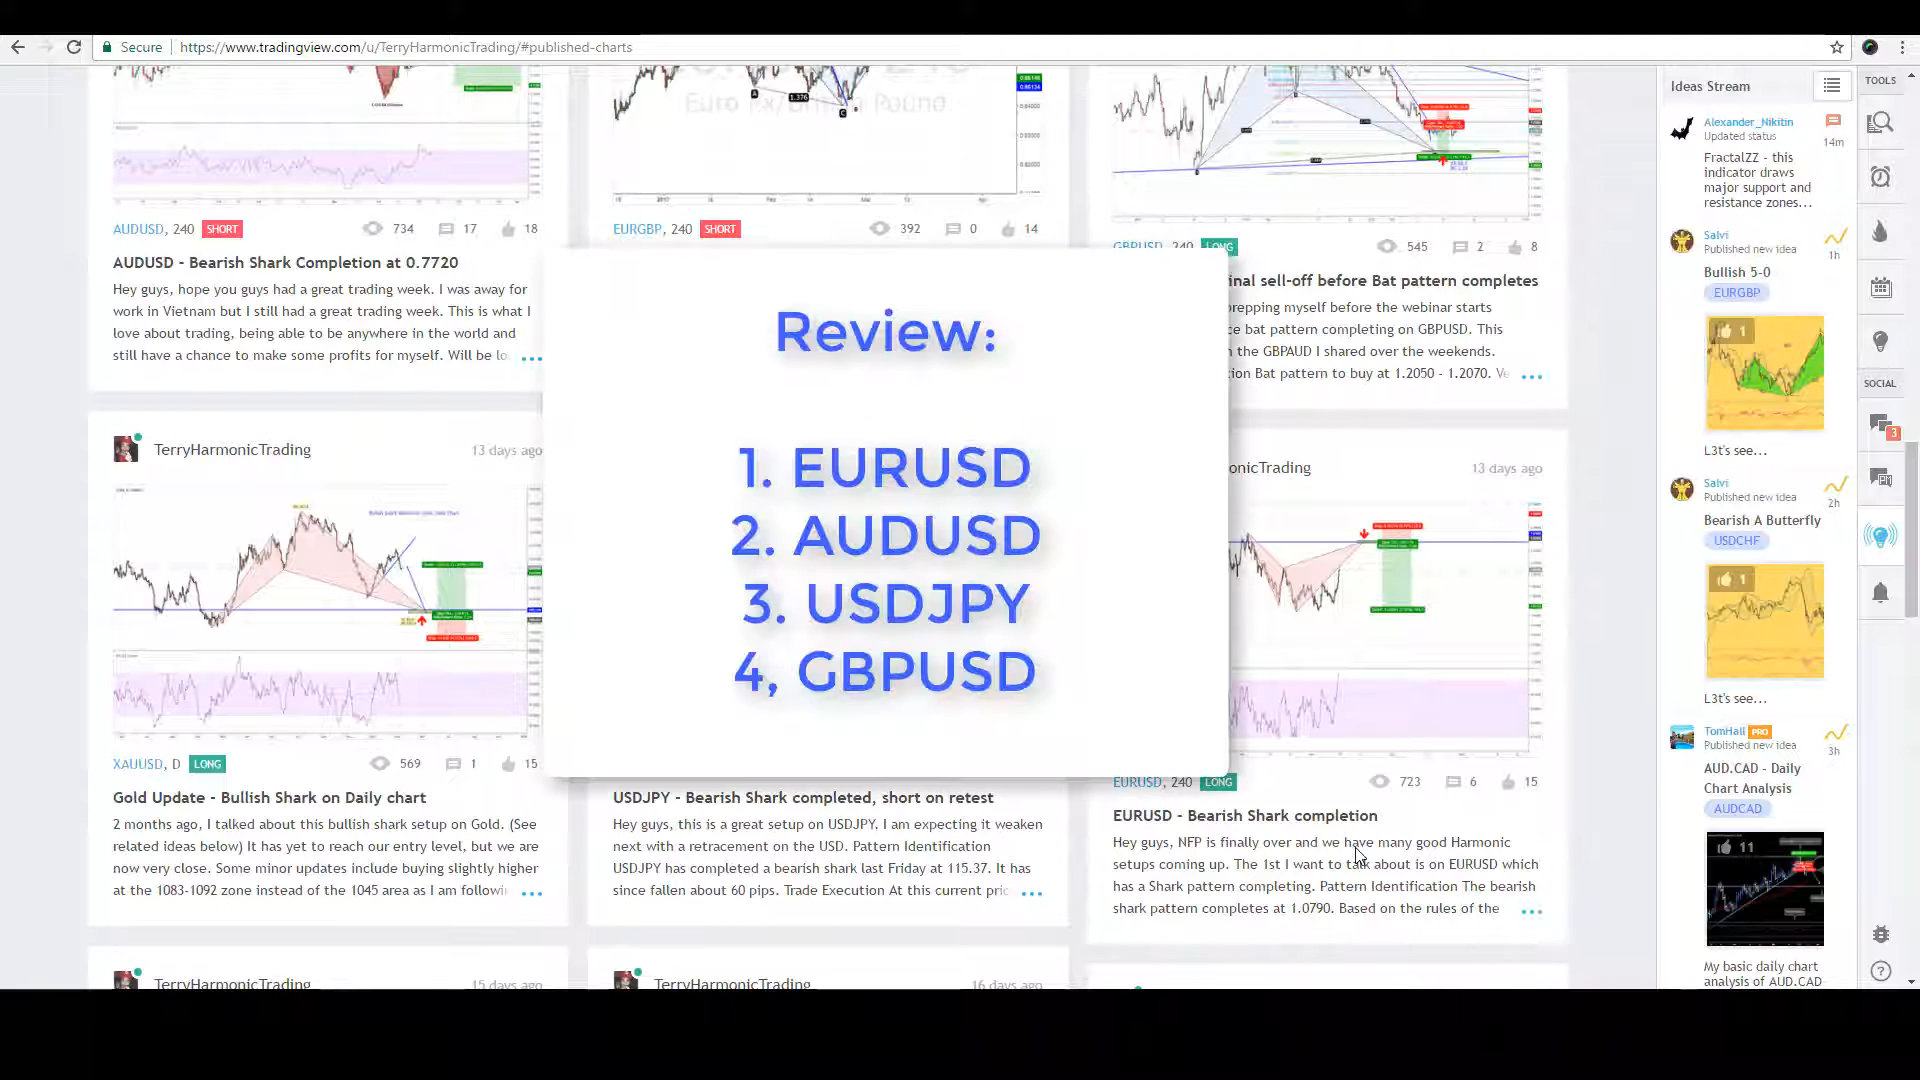 Secure
https://www.tradingview.com/u/TerryHarmonicTrading/#published-charts
AUDUSD, 240 SHORT 734 17 18
AUDUSD - Bearish Shark Completion at 0.7720
Hey guys, hope you guys had a great trading week. I was away for
work in Vietnam but I still had a great trading week. This is what I
love about trading, being able to be anywhere in the world and
still have a chance to make some profits for myself. Will be lo
EURGBP, 240 SHORT 392 0 14
GBPUSD, 240 LONG 545 2 8
inal sell-off before Bat pattern completes
prepping myself before the webinar starts
ce bat pattern completing on GBPUSD. This
n the GBPAUD I shared over the weekends.
ion Bat pattern to buy at 1.2050 - 1.2070. Ve
Review:
1. EURUSD
2. AUDUSD
3. USDJPY
4, GBPUSD
TerryHarmonicTrading 13 days ago
XAUUSD, D LONG 569 1 15
Gold Update - Bullish Shark on Daily chart
2 months ago, I talked about this bullish shark setup on Gold. (See
related ideas below) It has yet to reach our entry level, but we are
now very close. Some minor updates include buying slightly higher
at the 1083-1092 zone instead of the 1045 area as I am followi
USDJPY - Bearish Shark completed, short on retest
Hey guys, this is a great setup on USDJPY. I am expecting it weaken
next with a retracement on the USD. Pattern Identification
USDJPY has completed a bearish shark last Friday at 115.37. It has
since fallen about 60 pips. Trade Execution At this current pric
onicTrading 13 days ago
EURUSD, 240 LONG 723 6 15
EURUSD - Bearish Shark completion
Hey guys, NFP is finally over and we have many good Harmonic
setups coming up. The 1st I want to talk about is on EURUSD which
has a Shark pattern completing. Pattern Identification The bearish
shark pattern completes at 1.0790. Based on the rules of the
TerryHarmonicTrading 15 days ago
TerryHarmonicTrading 16 days ago
Ideas Stream
Alexander_Nikitin
Updated status
14m
FractalZZ - this
indicator draws
major support and
resistance zones...
Salvi
Published new idea
1h
Bullish 5-0
EURGBP
1
L3t's see...
Salvi
Published new idea
2h
Bearish A Butterfly
USDCHF
1
L3t's see...
TomHall PRO
Published new idea
3h
AUD.CAD - Daily
Chart Analysis
AUDCAD
11
My basic daily chart
analysis of AUD.CAD
TOOLS
SOCIAL
3